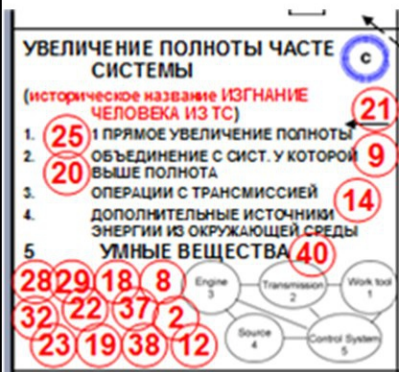 УВЕЛИЧЕНИЕ ПОЛНОТЫ ЧАСТЕ
СИСТЕМЫ
с
(историческое название ИЗГНАНИЕ
ЧЕЛОВЕКА ИЗ ТС)
21
1. 25 1 ПРЯМОЕ УВЕЛИЧЕНИЕ ПОЛНОТЫ
2. ОБЪЕДИНЕНИЕ С СИСТ. У КОТОРОЙ 9
20 ВЫШЕ ПОЛНОТА
3. ОПЕРАЦИИ С ТРАНСМИССИЕЙ 14
4. ДОПОЛНИТЕЛЬНЫЕ ИСТОЧНИКИ
ЭНЕРГИИ ИЗ ОКРУЖАЮЩЕЙ СРЕДЫ
5 УМНЫЕ ВЕЩЕСТВА 40
28 29 18 8
32 22 37 2
23 19 38 12
Engine
3
Transmission
2
Work tool
1
Source
4
Control System
5